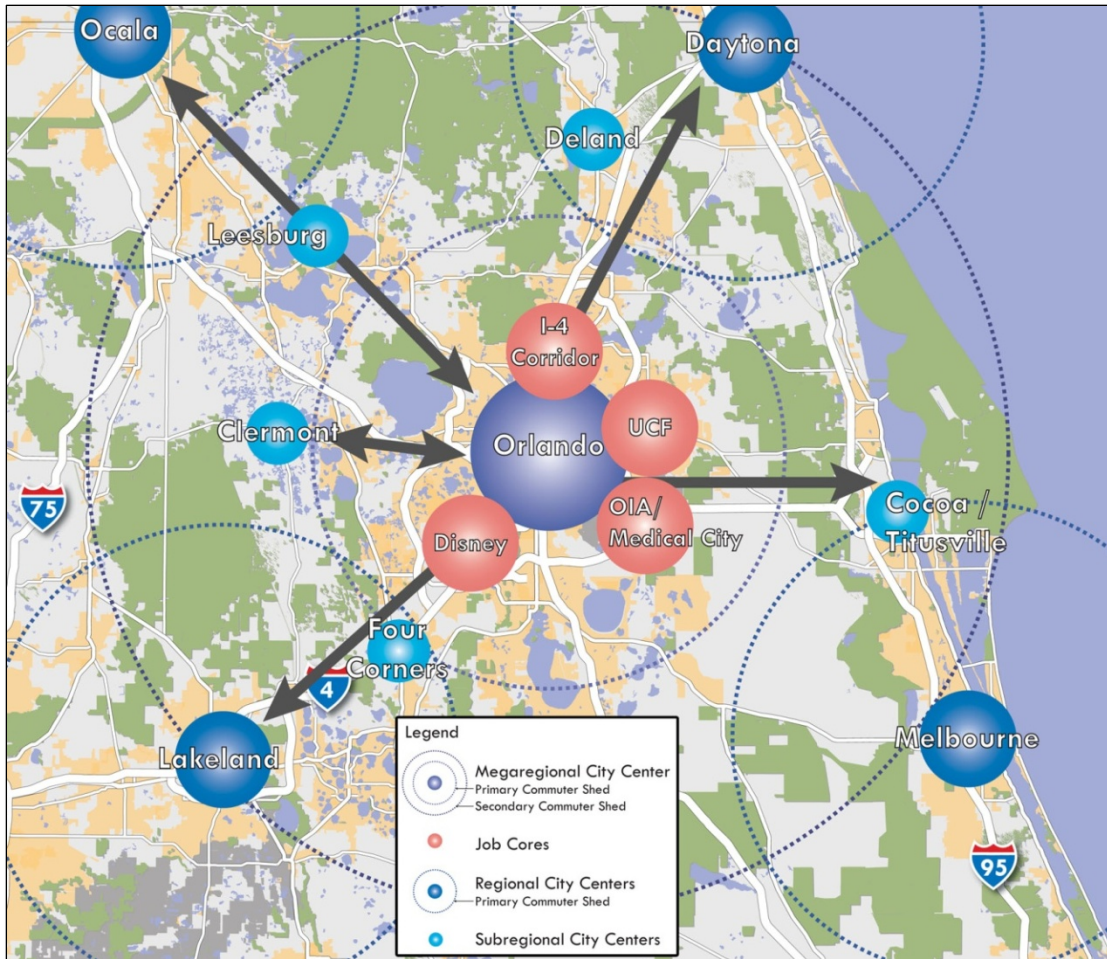 Ocala
Daytona
Deland
Leesburg
I-4
Corridor
Clermont
UCF
Orlando
75
OIA/
Medical City
Cocoa /
Titusville
Disney
Four
Corners
4
Lakeland
Melbourne
95
Legend
Megaregional City Center
Primary Commuter Shed
Secondary Commuter Shed
Job Cores
Regional City Centers
Primary Commuter Shed
Subregional City Centers